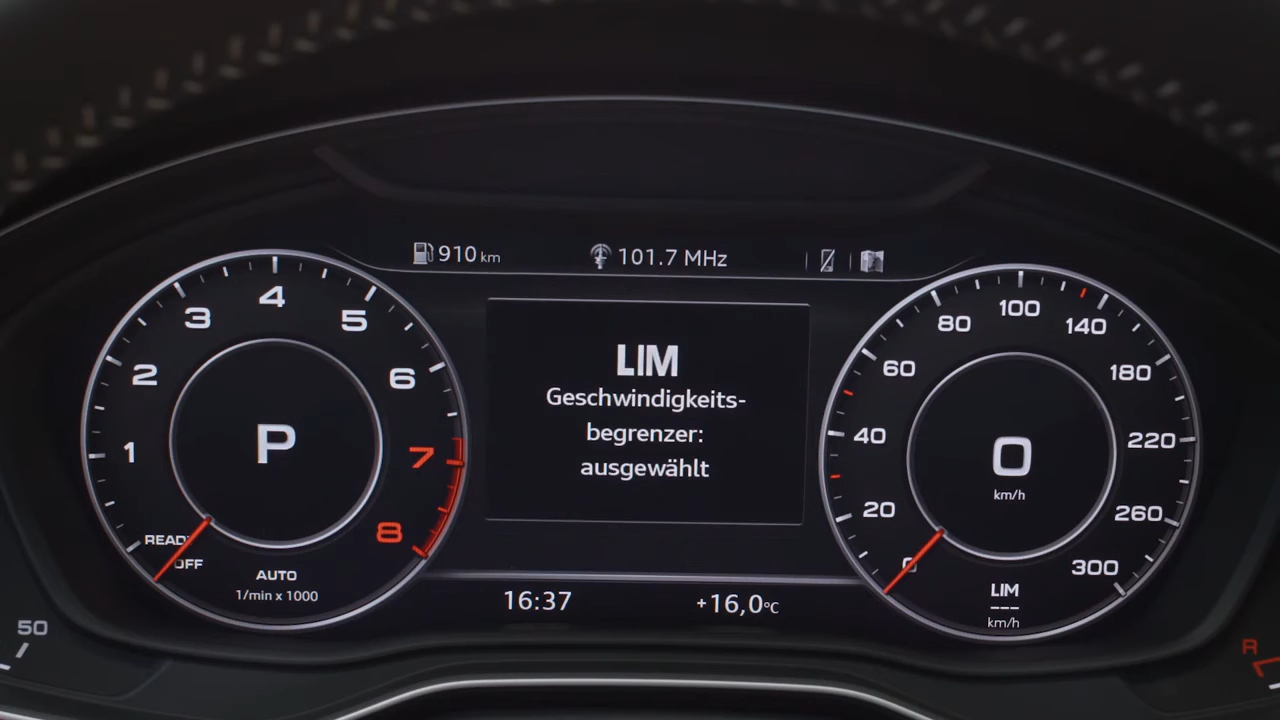 910 km
101.7 MHz
1
2
3
4
5
6
7
8
P
READY
OFF
AUTO
1/min x 1000
LIM
Geschwindigkeits-
begrenzer:
ausgewählt
0
20
40
60
80
100
140
180
220
260
300
0
km/h
LIM
---
km/h
16:37
+16,0°C
50
R